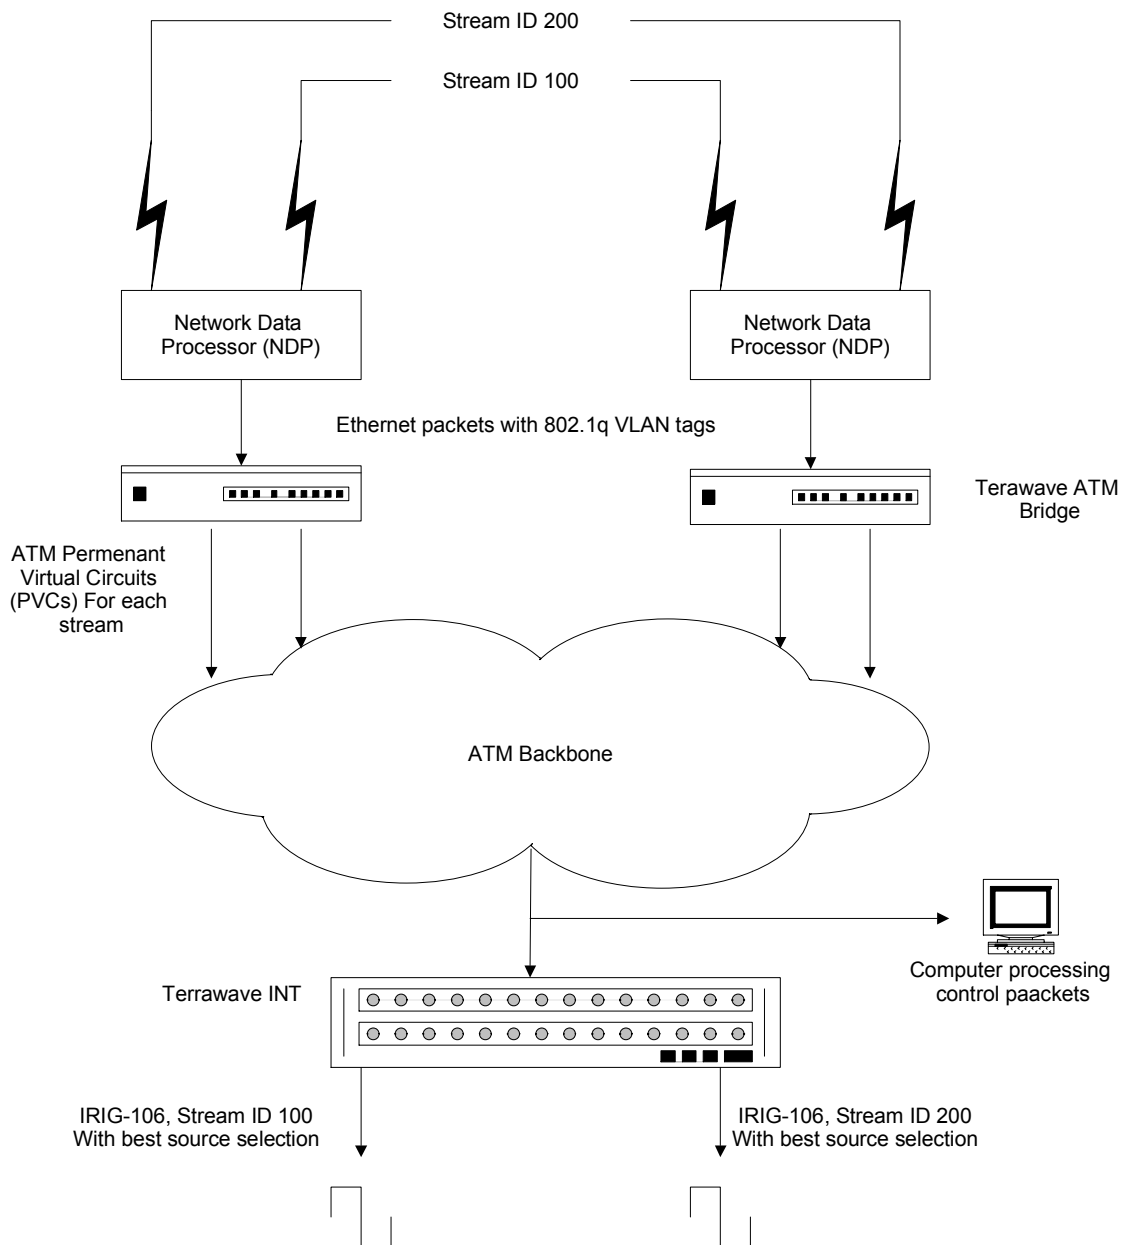 Stream ID 200
Stream ID 100
Network Data
Processor (NDP)
Network Data
Processor (NDP)
Ethernet packets with 802.1q VLAN tags
Terawave ATM
Bridge
ATM Permenant
Virtual Circuits
(PVCs) For each
stream
ATM Backbone
Computer processing
control paackets
Terrawave INT
IRIG-106, Stream ID 100
With best source selection
IRIG-106, Stream ID 200
With best source selection